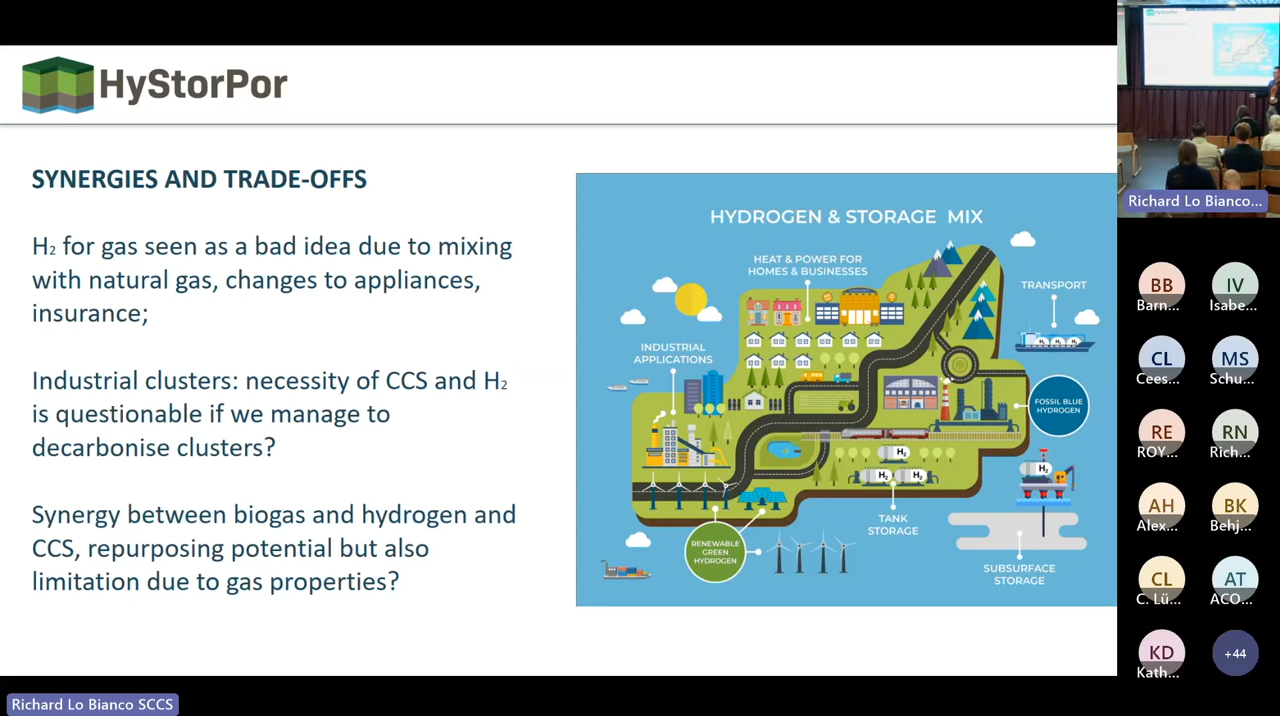 HyStorPor
SYNERGIES AND TRADE-OFFS
H₂ for gas seen as a bad idea due to mixing
with natural gas, changes to appliances,
insurance;
Industrial clusters: necessity of CCS and H₂
is questionable if we manage to
decarbonise clusters?
Synergy between biogas and hydrogen and
CCS, repurposing potential but also
limitation due to gas properties?
HYDROGEN & STORAGE MIX
HEAT & POWER FOR
HOMES & BUSINESSES
TRANSPORT
INDUSTRIAL
APPLICATIONS
FOSSIL BLUE
HYDROGEN
H₂
H₂
H₂
H₂
TANK
STORAGE
RENEWABLE
GREEN
HYDROGEN
SUBSURFACE
STORAGE
Richard Lo Bianco...
BB
Barn...
IV
Isabe...
CL
Cees...
MS
Schu...
RE
ROY...
RN
Rich...
AH
Alex...
BK
Behj...
CL
C. Lü...
AT
ACO...
KD
Kath...
+44
Richard Lo Bianco SCCS